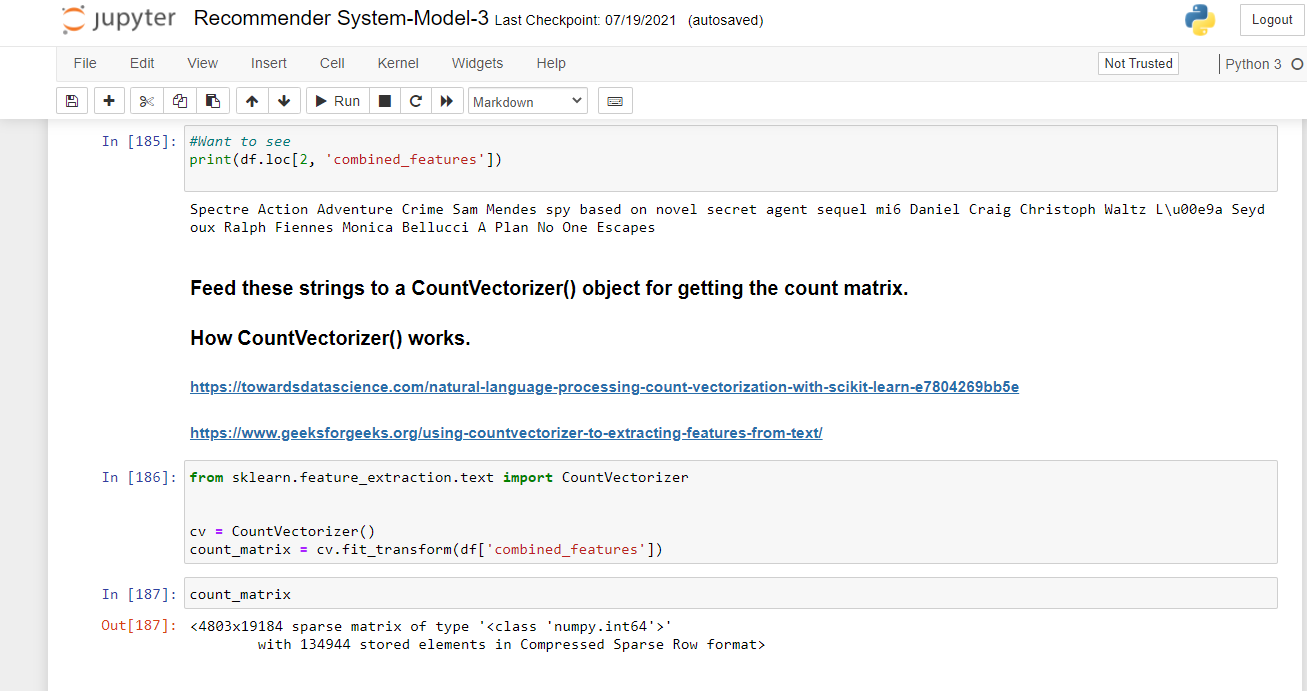 jupyter Recommender System-Model-3 Last Checkpoint: 07/19/2021 (autosaved) Logout
File Edit View Insert Cell Kernel Widgets Help Not Trusted Python 3
Run Markdown
In [185]: #Want to see
print(df.loc[2, 'combined_features'])
Spectre Action Adventure Crime Sam Mendes spy based on novel secret agent sequel mi6 Daniel Craig Christoph Waltz L\u00e9a Seyd
oux Ralph Fiennes Monica Bellucci A Plan No One Escapes
Feed these strings to a CountVectorizer() object for getting the count matrix.
How CountVectorizer() works.
https://towardsdatascience.com/natural-language-processing-count-vectorization-with-scikit-learn-e7804269bb5e
https://www.geeksforgeeks.org/using-countvectorizer-to-extracting-features-from-text/
In [186]: from sklearn.feature_extraction.text import CountVectorizer
cv = CountVectorizer()
count_matrix = cv.fit_transform(df['combined_features'])
In [187]: count_matrix
Out[187]: <4803x19184 sparse matrix of type '<class 'numpy.int64'>'
with 134944 stored elements in Compressed Sparse Row format>